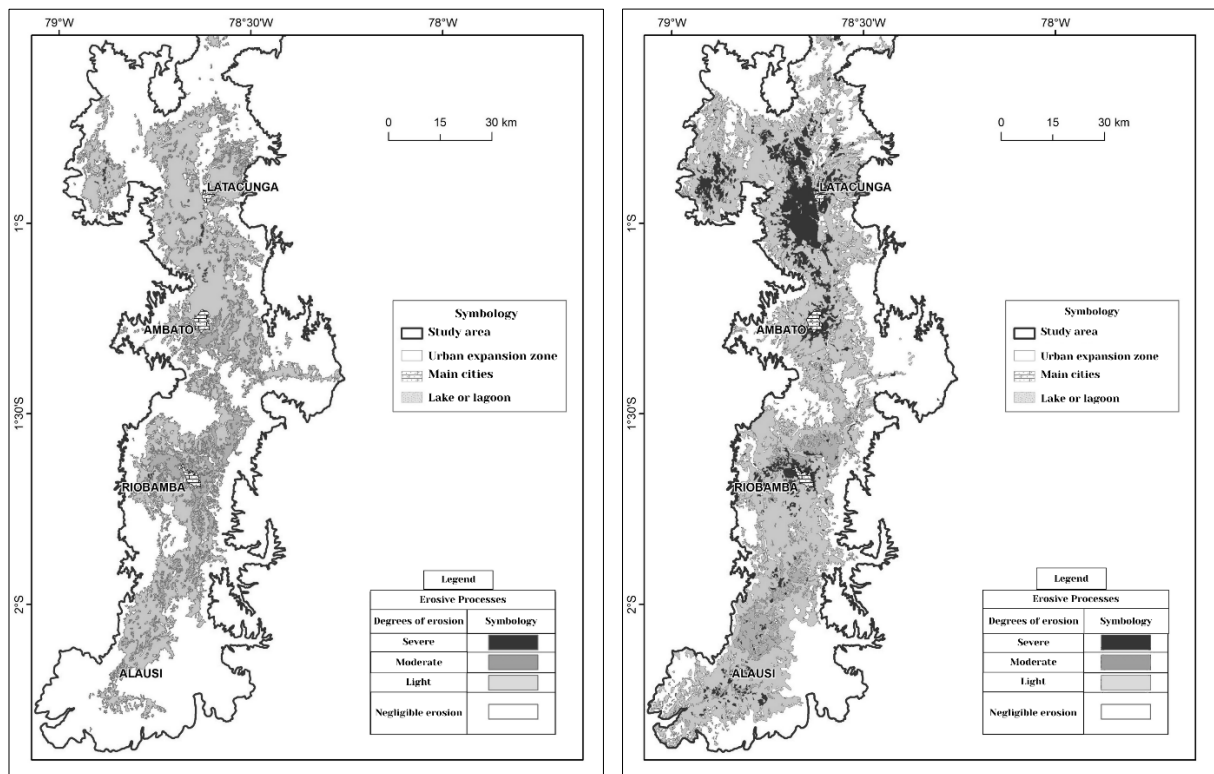 79°W 78°30'W 78°W
0 15 30 km
LATACUNGA
1°S
AMBATO
Symbology
Study area
Urban expansion zone
Main cities
Lake or lagoon
1°30'S
RIOBAMBA
2°S
ALAUSI
Legend
Erosive Processes
Degrees of erosion Symbology
Severe
Moderate
Light
Negligible erosion
79°W 78°30'W 78°W
0 15 30 km
LATACUNGA
1°S
AMBATO
Symbology
Study area
Urban expansion zone
Main cities
Lake or lagoon
1°30'S
RIOBAMBA
2°S
ALAUSI
Legend
Erosive Processes
Degrees of erosion Symbology
Severe
Moderate
Light
Negligible erosion